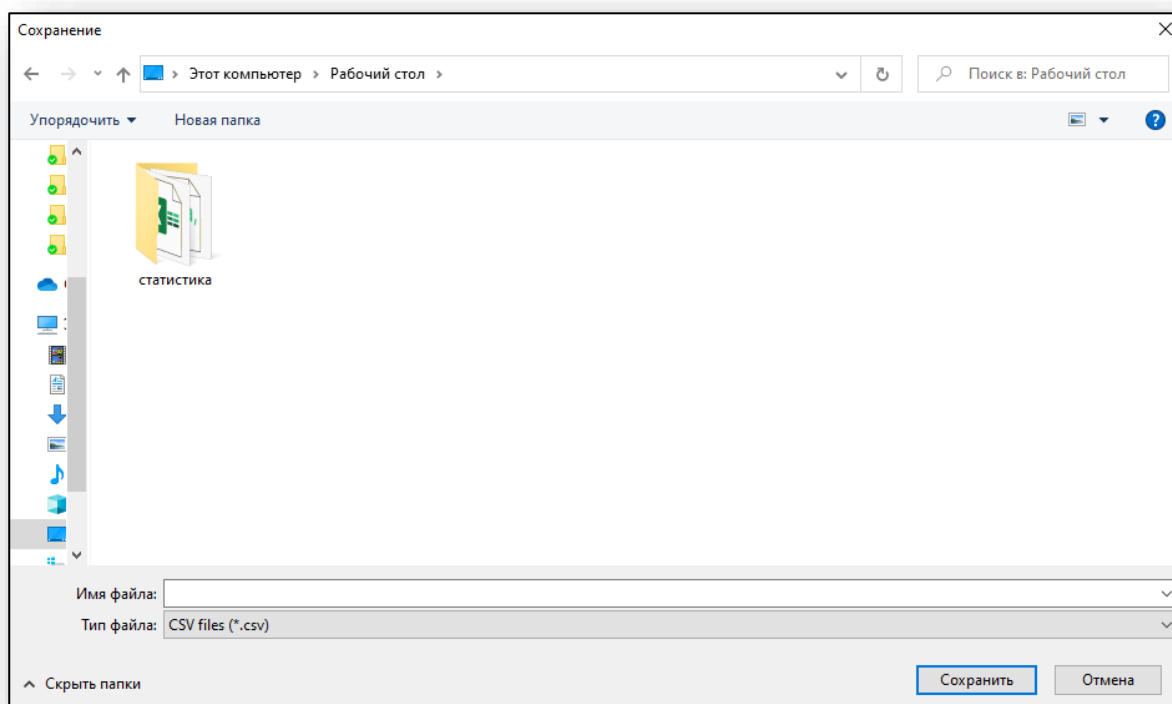 Сохранение
Этот компьютер › Рабочий стол ›
Поиск в: Рабочий стол
Упорядочить
Новая папка
статистика
Имя файла:
Тип файла: CSV files (*.csv)
Скрыть папки
Сохранить
Отмена